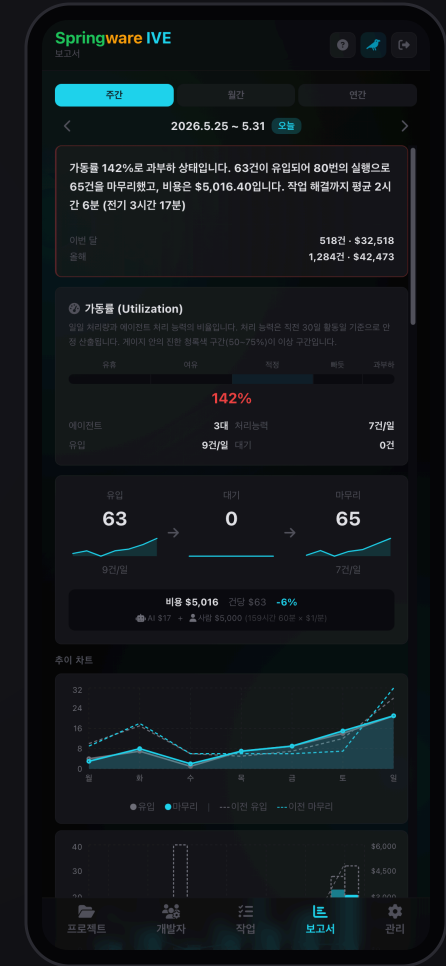 Springware IVE
보고서
주간
월간
연간
2026.5.25 ~ 5.31 오늘
가동률 142%로 과부하 상태입니다. 63건이 유입되어 80번의 실행으로
65건을 마무리했고, 비용은 $5,016.40입니다. 작업 해결까지 평균 2시
간 6분 (전기 3시간 17분)
이번 달 518건 · $32,518
올해 1,284건 · $42,473
가동률 (Utilization)
일일 처리량과 에이전트 처리 능력의 비율입니다. 처리 능력은 직전 30일 활동일 기준으로 안
정 산출됩니다. 게이지 안의 진한 청록색 구간(50~75%)이 이상 구간입니다.
유휴 여유 적정 빠듯 과부하
142%
에이전트 3대 처리능력 7건/일
유입 9건/일 대기 0건
유입 대기 마무리
63 → 0 → 65
9건/일 7건/일
비용 $5,016 건당 $63 -6%
AI $17 + 사람 $5,000 (159시간 60분 × $1/분)
추이 차트
32
24
16
8
0
월 화 수 목 금 토 일
유입 마무리 | 이전 유입 이전 마무리
40 $6,000
30 $4,500
20 $3,000
프로젝트 개발자 작업 보고서 관리